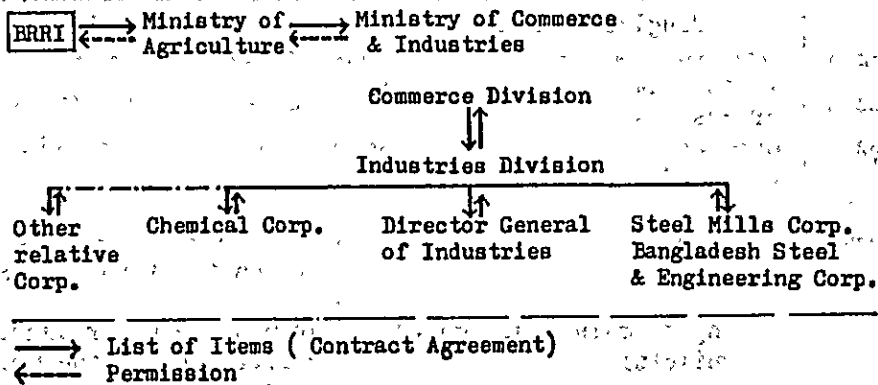 BRRI Ministry of Agriculture Ministry of Commerce & Industries
Commerce Division
Industries Division
Other relative Corp.
Chemical Corp.
Director General of Industries
Steel Mills Corp.
Bangladesh Steel & Engineering Corp.
List of Items ( Contract Agreement)
Permission